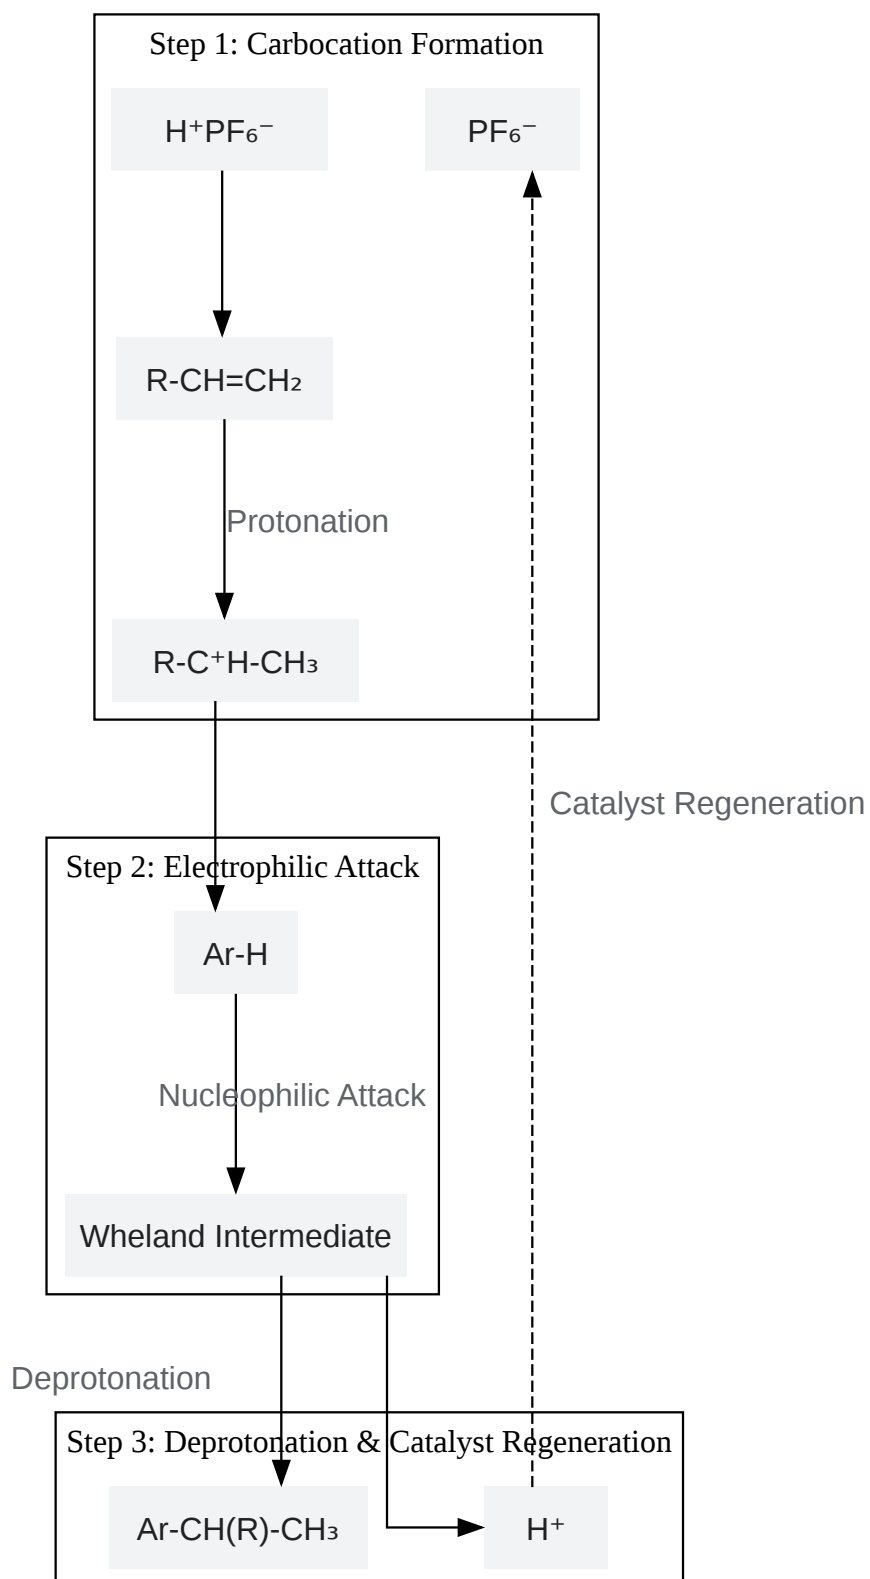 Step 1: Carbocation Formation
H⁺PF₆⁻
PF₆⁻
R-CH=CH₂
Protonation
R-C⁺H-CH₃
Catalyst Regeneration
Step 2: Electrophilic Attack
Ar-H
Nucleophilic Attack
Wheland Intermediate
Deprotonation
Step 3: Deprotonation & Catalyst Regeneration
Ar-CH(R)-CH₃
H⁺